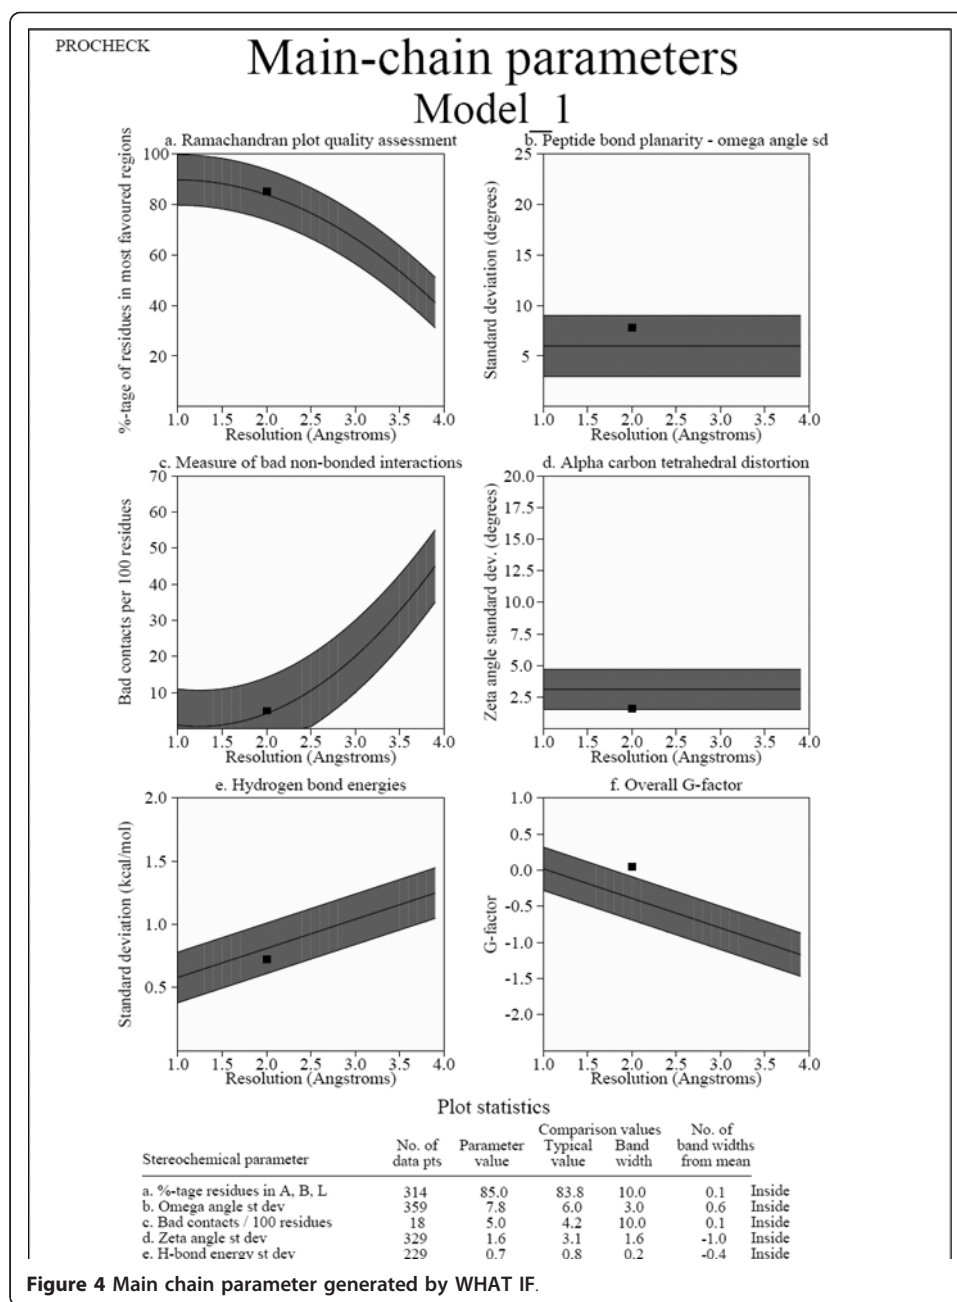 PROCHECK
Main-chain parameters
Model_1
a. Ramachandran plot quality assessment
%-tage of residues in most favoured regions
100
80
60
40
20
1.0 1.5 2.0 2.5 3.0 3.5 4.0
Resolution (Angstroms)
b. Peptide bond planarity - omega angle sd
Standard deviation (degrees)
25
20
15
10
5
1.0 1.5 2.0 2.5 3.0 3.5 4.0
Resolution (Angstroms)
c. Measure of bad non-bonded interactions
Bad contacts per 100 residues
70
60
50
40
30
20
10
1.0 1.5 2.0 2.5 3.0 3.5 4.0
Resolution (Angstroms)
d. Alpha carbon tetrahedral distortion
Zeta angle standard dev. (degrees)
20.0
17.5
15.0
12.5
10.0
7.5
5.0
2.5
1.0 1.5 2.0 2.5 3.0 3.5 4.0
Resolution (Angstroms)
e. Hydrogen bond energies
Standard deviation (kcal/mol)
2.0
1.5
1.0
0.5
1.0 1.5 2.0 2.5 3.0 3.5 4.0
Resolution (Angstroms)
f. Overall G-factor
G-factor
1.0
0.5
0.0
-0.5
-1.0
-1.5
-2.0
1.0 1.5 2.0 2.5 3.0 3.5 4.0
Resolution (Angstroms)
Plot statistics
Comparison values No. of
No. of Parameter Typical Band band widths
Stereochemical parameter data pts value value width from mean
a. %-tage residues in A, B, L 314 85.0 83.8 10.0 0.1 Inside
b. Omega angle st dev 359 7.8 6.0 3.0 0.6 Inside
c. Bad contacts / 100 residues 18 5.0 4.2 10.0 0.1 Inside
d. Zeta angle st dev 329 1.6 3.1 1.6 -1.0 Inside
e. H-bond energy st dev 229 0.7 0.8 0.2 -0.4 Inside
Figure 4 Main chain parameter generated by WHAT IF.